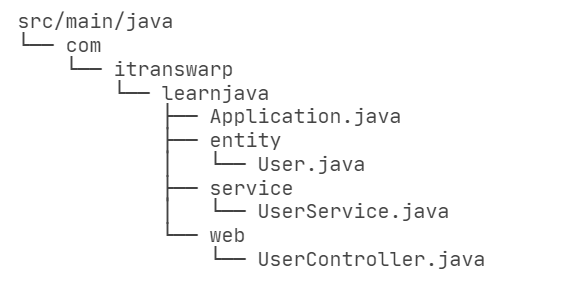 src/main/java
└── com
    └── itranswarp
        └── learnjava
            ├── Application.java
            ├── entity
            │   └── User.java
            ├── service
            │   └── UserService.java
            └── web
                └── UserController.java